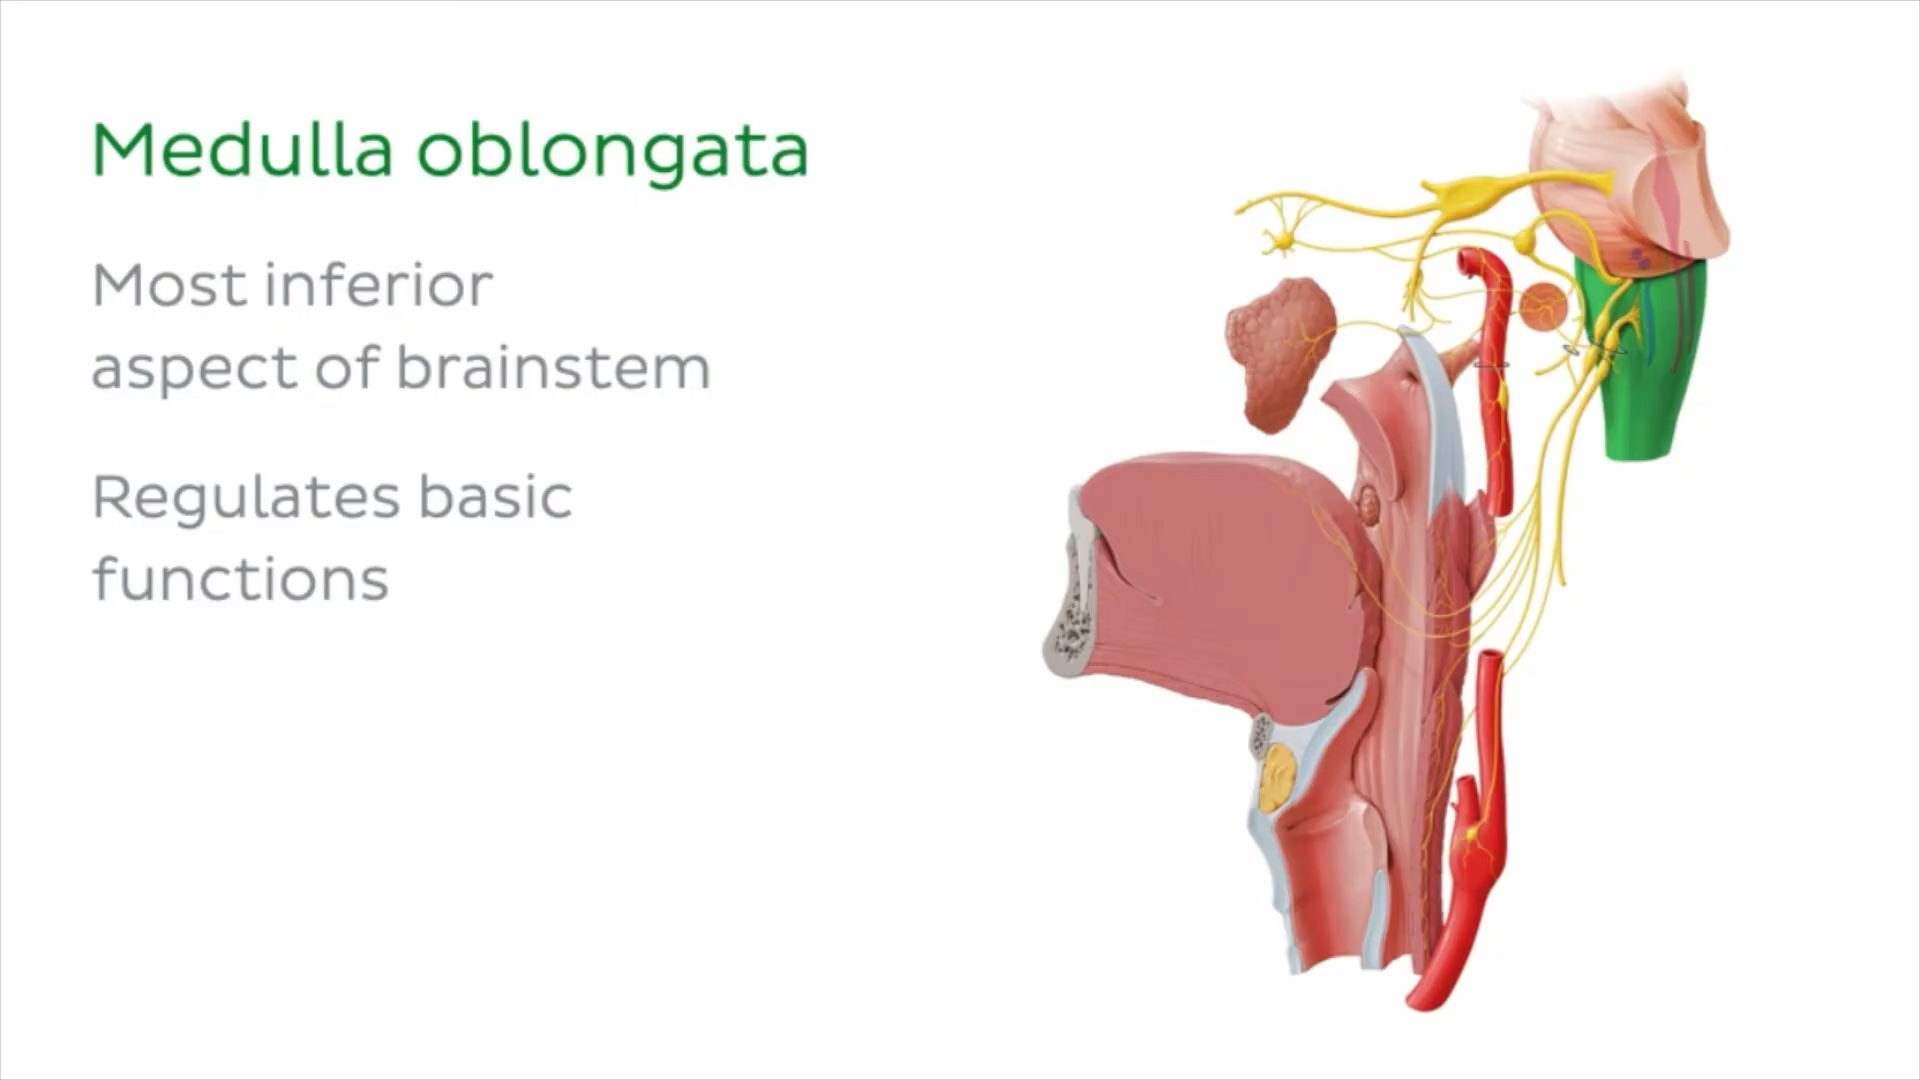 Medulla oblongata
Most inferior
aspect of brainstem
Regulates basic
functions